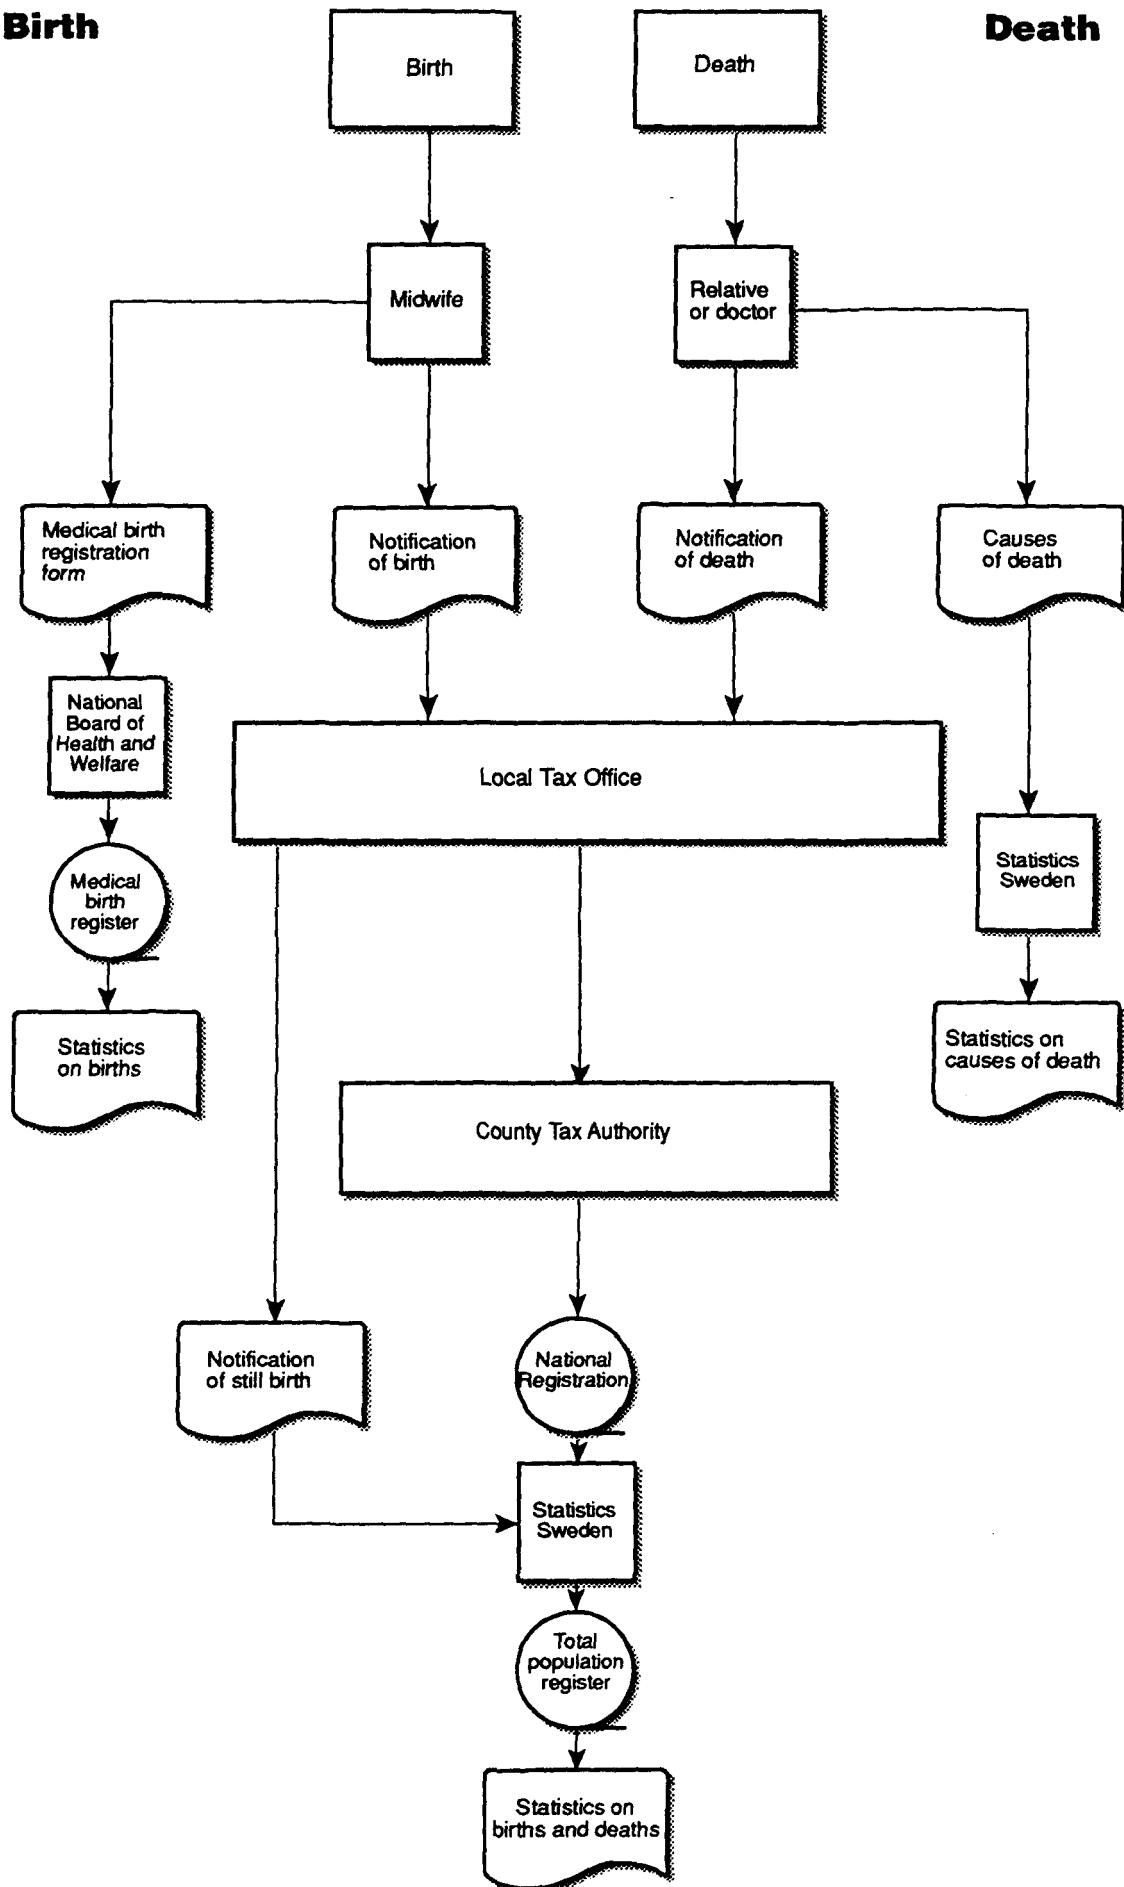 Birth
Death
Birth
Death
Midwife
Relative
or doctor
Medical birth
registration
form
Notification
of birth
Notification
of death
Causes
of death
National
Board of
Health and
Welfare
Local Tax Office
Medical
birth
register
Statistics
Sweden
Statistics
on births
Statistics on
causes of death
County Tax Authority
Notification
of still birth
National
Registration
Statistics
Sweden
Total
population
register
Statistics on
births and deaths